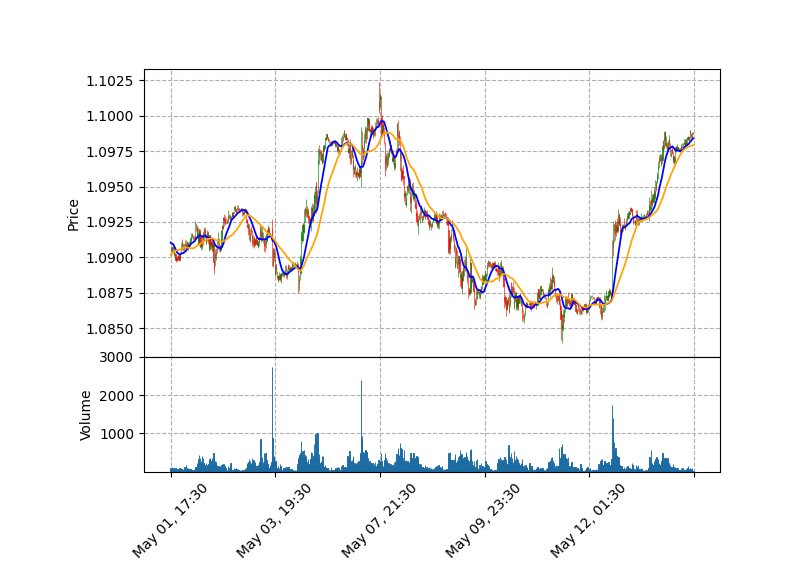 1.1025
1.1000
1.0975
1.0950
1.0925
1.0900
1.0875
1.0850
Price
3000
2000
1000
Volume
May 01, 17:30
May 03, 19:30
May 07, 21:30
May 09, 23:30
May 12, 01:30